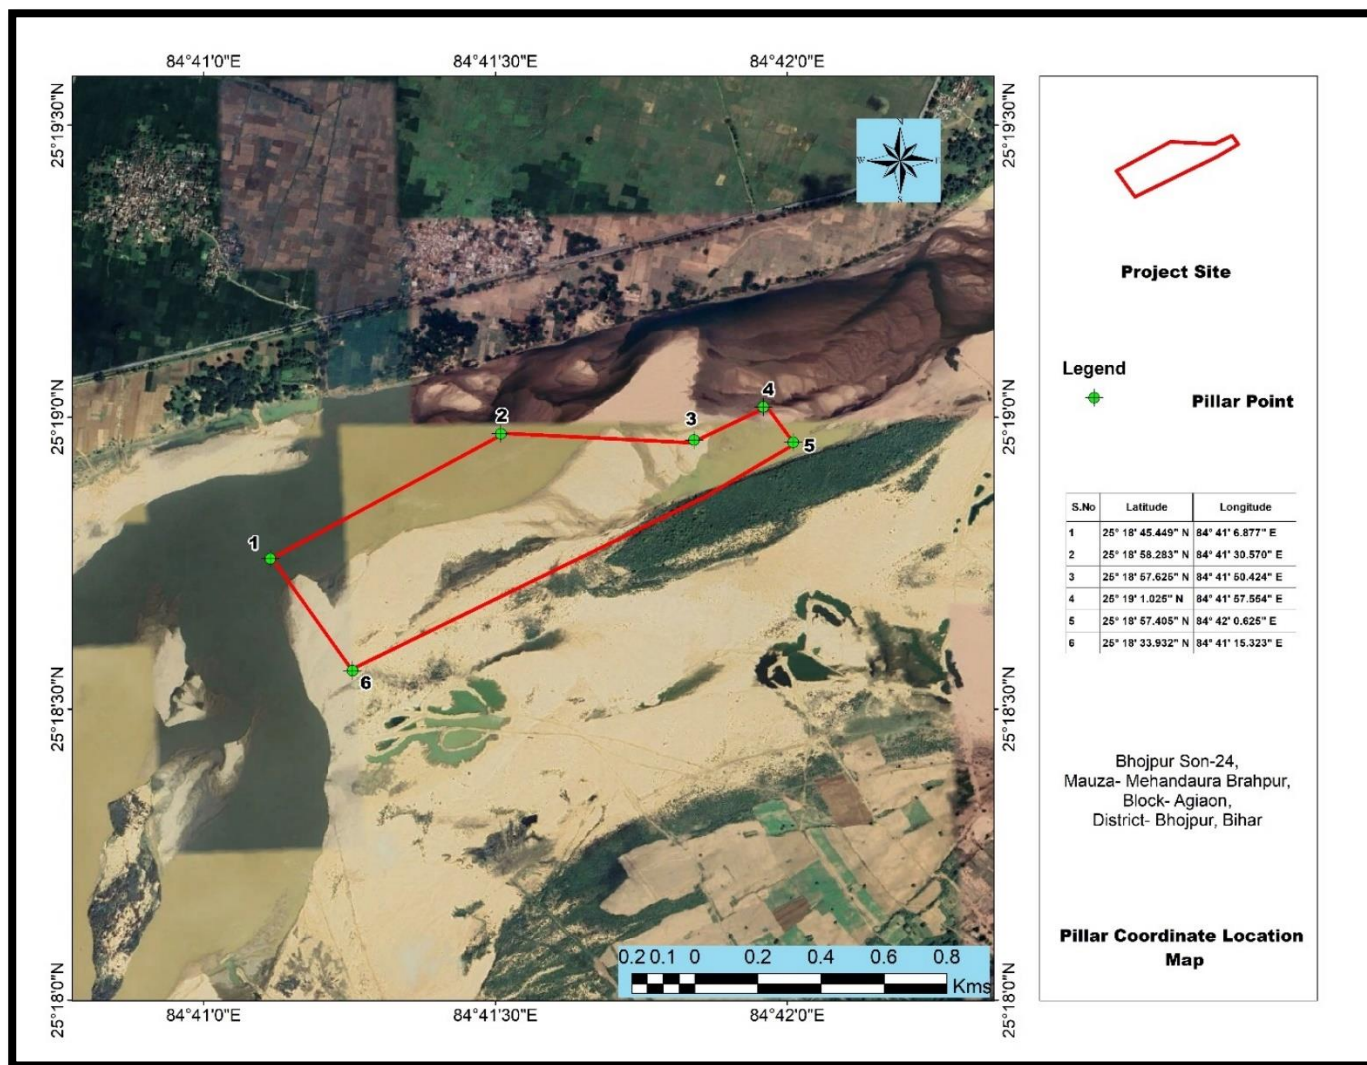 84°41'0"E 84°41'30"E 84°42'0"E
25°19'30"N 25°19'30"N
N
W E
S
Project Site
Legend
Pillar Point
25°19'0"N 25°19'0"N
4
2
3
5
1
6
S.No Latitude Longitude
1 25° 18' 45.449" N 84° 41' 6.877" E
2 25° 18' 58.283" N 84° 41' 30.570" E
3 25° 18' 57.625" N 84° 41' 50.424" E
4 25° 19' 1.025" N 84° 41' 57.554" E
5 25° 18' 57.405" N 84° 42' 0.625" E
6 25° 18' 33.932" N 84° 41' 15.323" E
25°18'30"N 25°18'30"N
Bhojpur Son-24,
Mauza- Mehandaura Brahpur,
Block- Agiaon,
District- Bhojpur, Bihar
Pillar Coordinate Location
Map
0.2 0.1 0 0.2 0.4 0.6 0.8
Kms
25°18'0"N 25°18'0"N
84°41'0"E 84°41'30"E 84°42'0"E